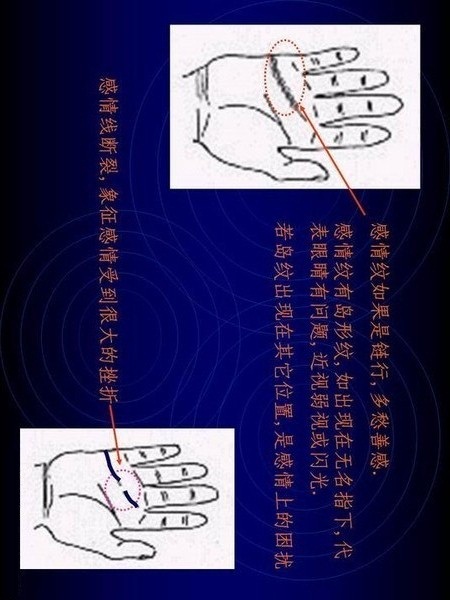 感情纹如果是链行，多愁善感.
感情纹有岛形纹、如出现在无名指下，代
表眼睛有问题，近视弱视或闪光.
若岛纹出现在其它位置，是感情上的困扰
感情线断裂，象征感情受到很大的挫折